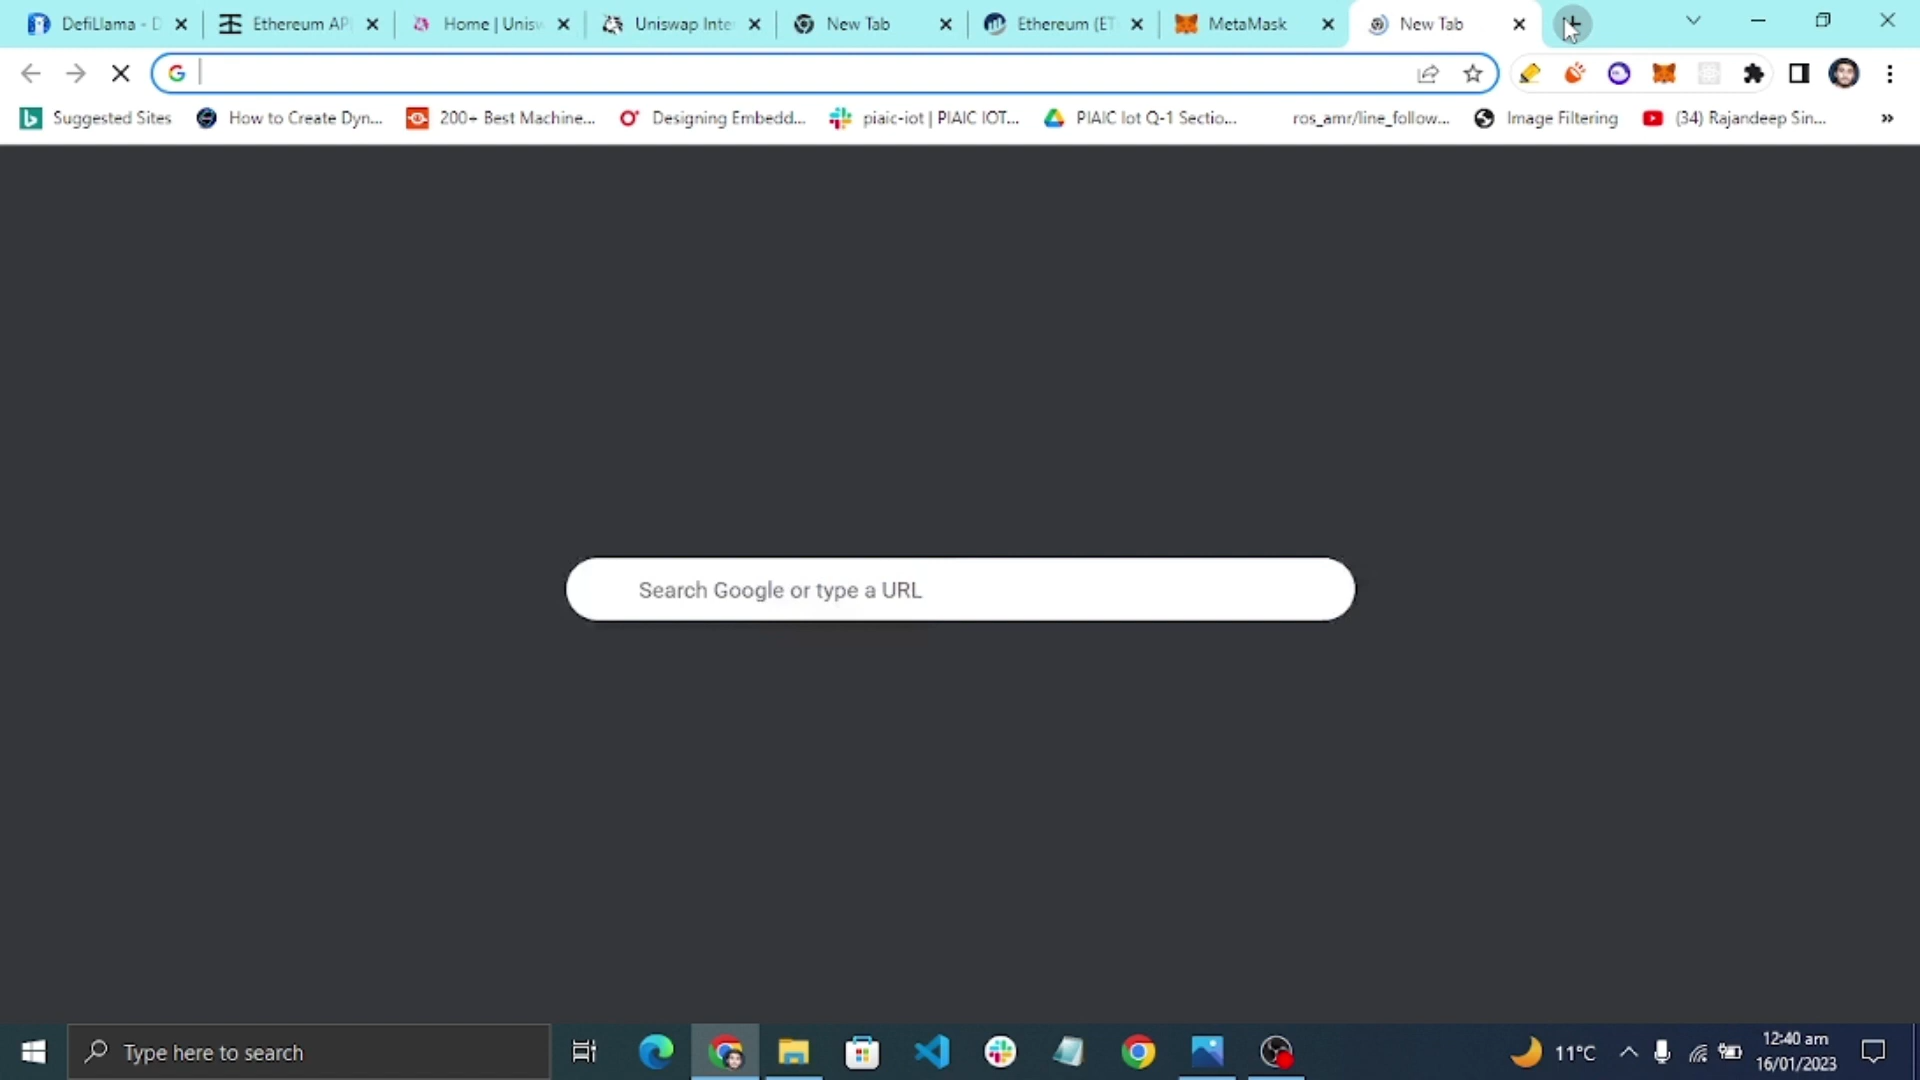 DefiLlama - D
Ethereum AP
Home | Unisw
Uniswap Inte
New Tab
Ethereum (ET
MetaMask
New Tab
Suggested Sites
How to Create Dyn...
200+ Best Machine...
Designing Embedd...
piaic-iot | PIAIC IOT...
PIAIC Iot Q-1 Sectio...
ros_amr/line_follow...
Image Filtering
(34) Rajandeep Sin...
»
Search Google or type a URL
Type here to search
11°C
12:40 am
16/01/2023